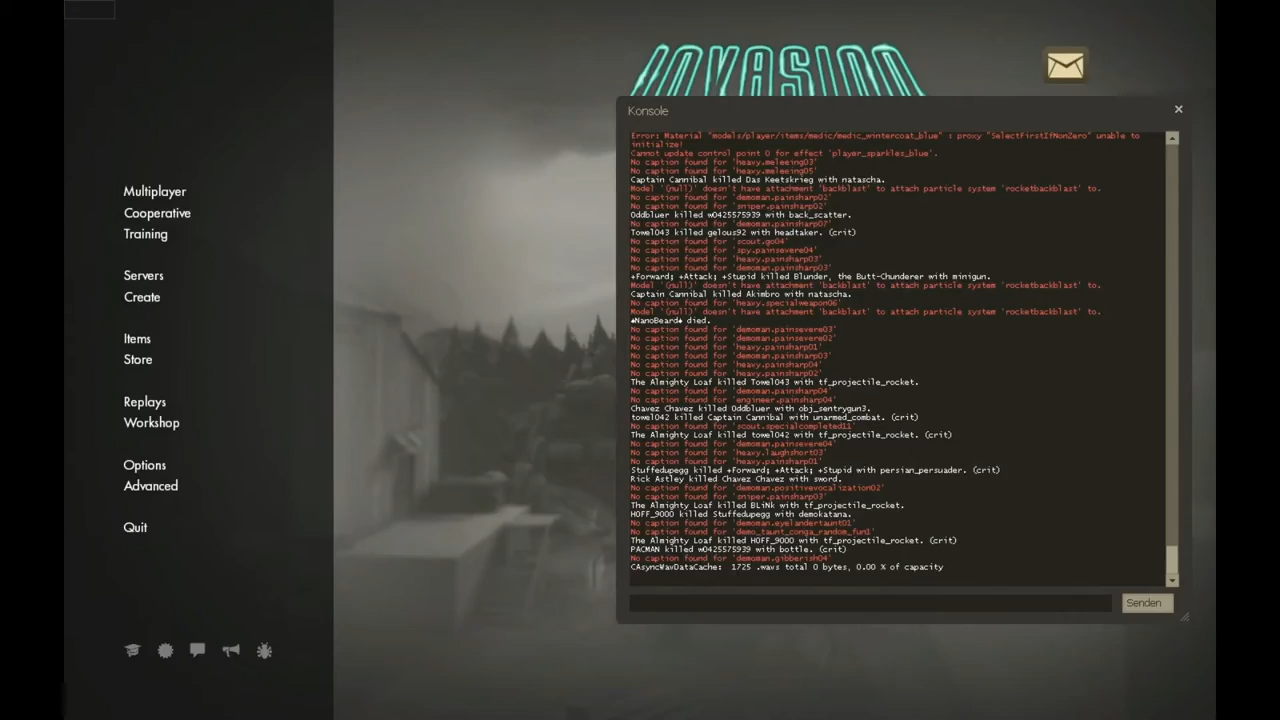 INVASION
Multiplayer
Cooperative
Training
Servers
Create
Items
Store
Replays
Workshop
Options
Advanced
Quit
Konsole
Error: Material "models/player/items/medic/medic_wintercoat_blue" : proxy "SelectFirstIfNonZero" unable to
initialize!
Cannot update control point 0 for effect 'player_sparkles_blue'.
No caption found for 'heavy.meleeing03'
No caption found for 'heavy.meleeing05'
Captain Cannibal killed Das Keetskrieg with natascha.
Model '(null)' doesn't have attachment 'backblast' to attach particle system 'rocketbackblast' to.
No caption found for 'demoman.painsharp02'
No caption found for 'sniper.painsharp02'
Oddbluer killed w0425575939 with back_scatter.
No caption found for 'demoman.painsharp07'
Towel043 killed gelous92 with headtaker. (crit)
No caption found for 'scout.go04'
No caption found for 'spy.painsevere04'
No caption found for 'heavy.painsharp03'
No caption found for 'demoman.painsharp03'
+Forward; +Attack; +Stupid killed Blunder, the Butt-Chunderer with minigun.
Model '(null)' doesn't have attachment 'backblast' to attach particle system 'rocketbackblast' to.
Captain Cannibal killed Akimbro with natascha.
No caption found for 'heavy.specialweapon06'
Model '(null)' doesn't have attachment 'backblast' to attach particle system 'rocketbackblast' to.
♠NanoBeard♠ died.
No caption found for 'demoman.painsevere03'
No caption found for 'demoman.painsevere02'
No caption found for 'heavy.painsharp01'
No caption found for 'demoman.painsharp03'
No caption found for 'heavy.painsharp04'
No caption found for 'heavy.painsharp02'
The Almighty Loaf killed Towel043 with tf_projectile_rocket.
No caption found for 'demoman.painsharp04'
No caption found for 'engineer.painsharp04'
Chavez Chavez killed Oddbluer with obj_sentrygun3.
towel042 killed Captain Cannibal with unarmed_combat. (crit)
No caption found for 'scout.specialcompleted11'
The Almighty Loaf killed towel042 with tf_projectile_rocket. (crit)
No caption found for 'demoman.painsevere04'
No caption found for 'heavy.laughshort03'
No caption found for 'heavy.painsharp01'
Stuffedupegg killed +Forward; +Attack; +Stupid with persian_persuader. (crit)
Rick Astley killed Chavez Chavez with sword.
No caption found for 'demoman.positivevocalization02'
No caption found for 'sniper.painsharp03'
The Almighty Loaf killed BLiNk with tf_projectile_rocket.
HOFF_9000 killed Stuffedupegg with demokatana.
No caption found for 'demoman.eyelandertaunt01'
No caption found for 'demo_taunt_conga_random_fun1'
The Almighty Loaf killed HOFF_9000 with tf_projectile_rocket. (crit)
PACMAN killed w0425575939 with bottle. (crit)
No caption found for 'demoman.gibberish04'
CAsyncWavDataCache:  1725 .wavs total 0 bytes, 0.00 % of capacity
Senden